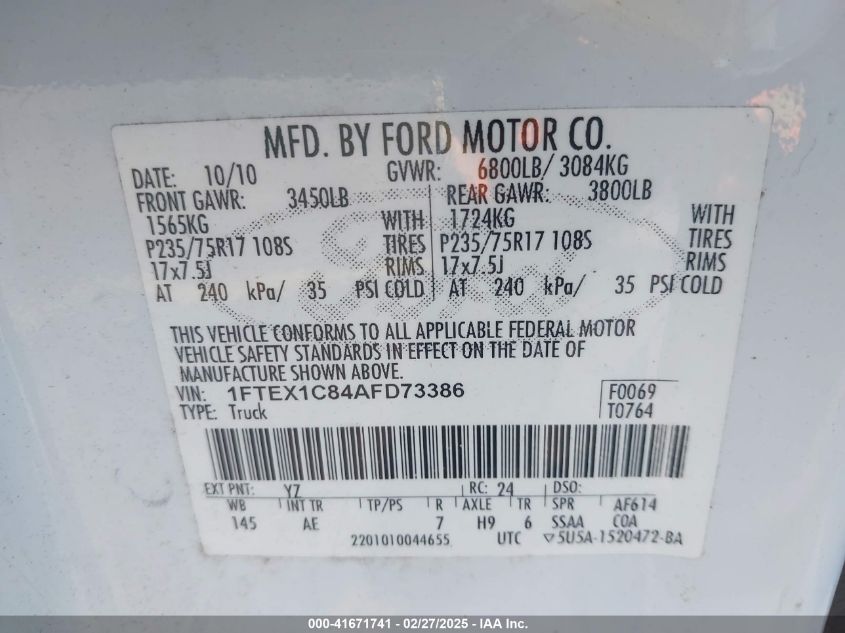 MFD. BY FORD MOTOR CO.
DATE: 10/10 GVWR: 6800LB/ 3084KG
FRONT GAWR: 3450LB REAR GAWR: 3800LB
1565KG WITH 1724KG WITH
P235/75R17 108S TIRES P235/75R17 108S TIRES
17x7.5J RIMS 17x7.5J RIMS
AT 240 kPa/ 35 PSI COLD AT 240 kPa/ 35 PSI COLD
THIS VEHICLE CONFORMS TO ALL APPLICABLE FEDERAL MOTOR
VEHICLE SAFETY STANDARDS IN EFFECT ON THE DATE OF
MANUFACTURE SHOWN ABOVE.
VIN: 1FTEX1C84AFD73386 F0069
TYPE: Truck T0764
EXT PNT: YZ RC: 24 DSO:
WB INT TR TP/PS R AXLE TR SPR AF614
145 AE 7 H9 6 SSAA COA
2201010044655 UTC ▽5U5A-1520472-BA
000-41671741 / 02/27/2025 - IAA Inc.